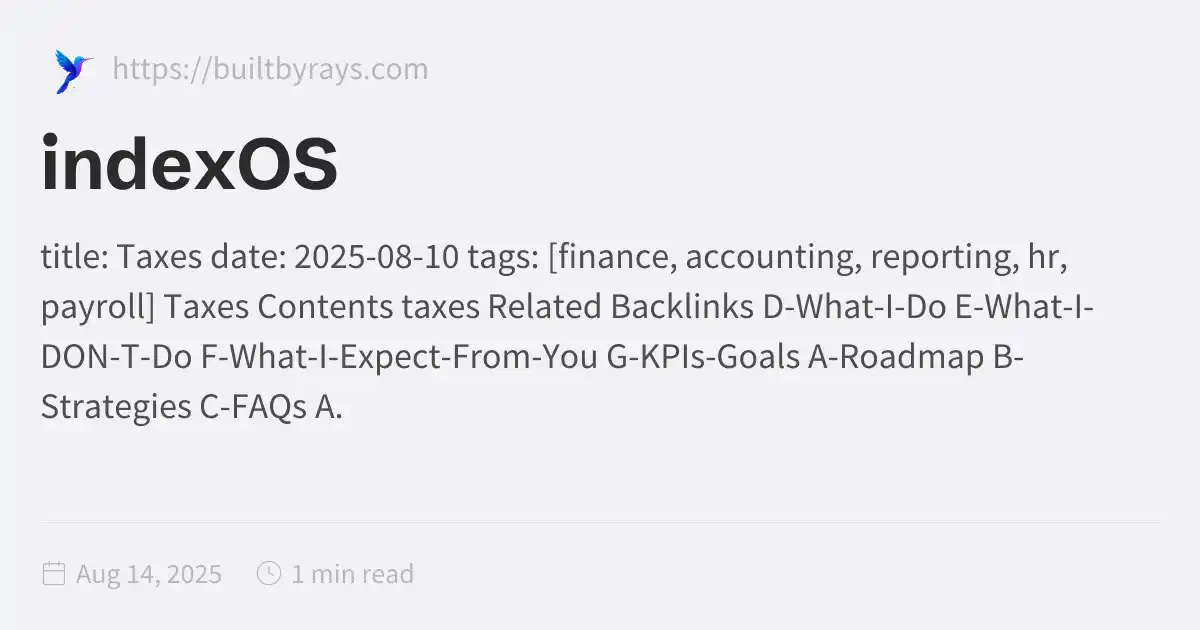 https://builtbyrays.com
indexOS
title: Taxes date: 2025-08-10 tags: [finance, accounting, reporting, hr,
payroll] Taxes Contents taxes Related Backlinks D-What-I-Do E-What-I-
DON-T-Do F-What-I-Expect-From-You G-KPIs-Goals A-Roadmap B-
Strategies C-FAQs A.
Aug 14, 2025 1 min read